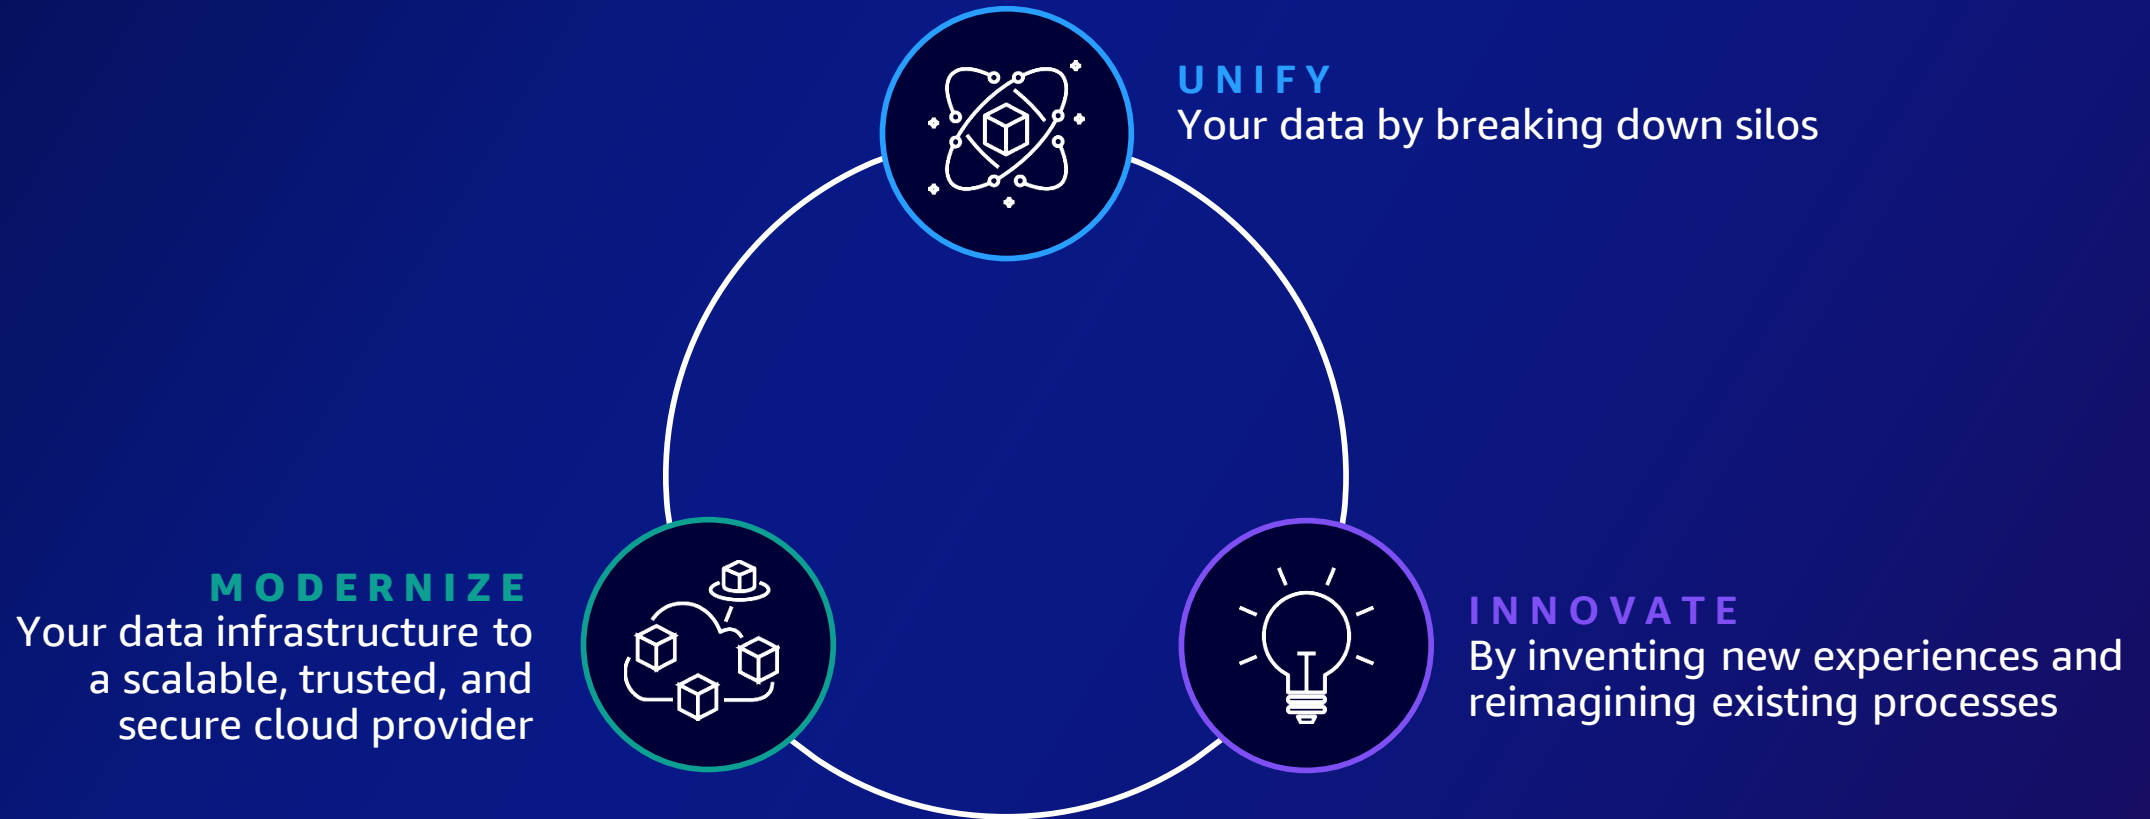 UNIFY
Your data by breaking down silos
MODERNIZE
Your data infrastructure to
a scalable, trusted, and
secure cloud provider
INNOVATE
By inventing new experiences and
reimagining existing processes